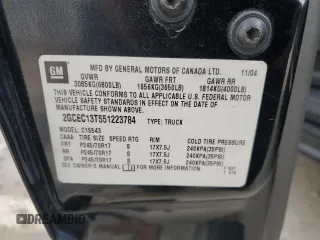 GM
MFD BY GENERAL MOTORS OF CANADA LTD. 11/04
GVWR GAWR FRT GAWR RR
3085KG(6800LB) 1656KG(3650LB) 1814KG(4000LB)
THIS VEHICLE CONFORMS TO ALL APPLICABLE U.S. FEDERAL MOTOR
VEHICLE SAFETY STANDARDS IN EFFECT ON THE DATE OF
MANUFACTURE SHOWN ABOVE.
2GCEC13T551223784 TYPE: TRUCK
MODEL: C15543
TIRE SIZE SPEED RTG RIM COLD TIRE PRESSURE
FRT P245/70R17 S 17X7.5J 240KPA(35PSI)
RR P245/70R17 S 17X7.5J 240KPA(35PSI)
SPA P245/70R17 S 17X7.5J 240KPA(35PSI)
SEE OWNER'S MANUAL FOR MORE INFORMATION.
AUTOBIDMASTER